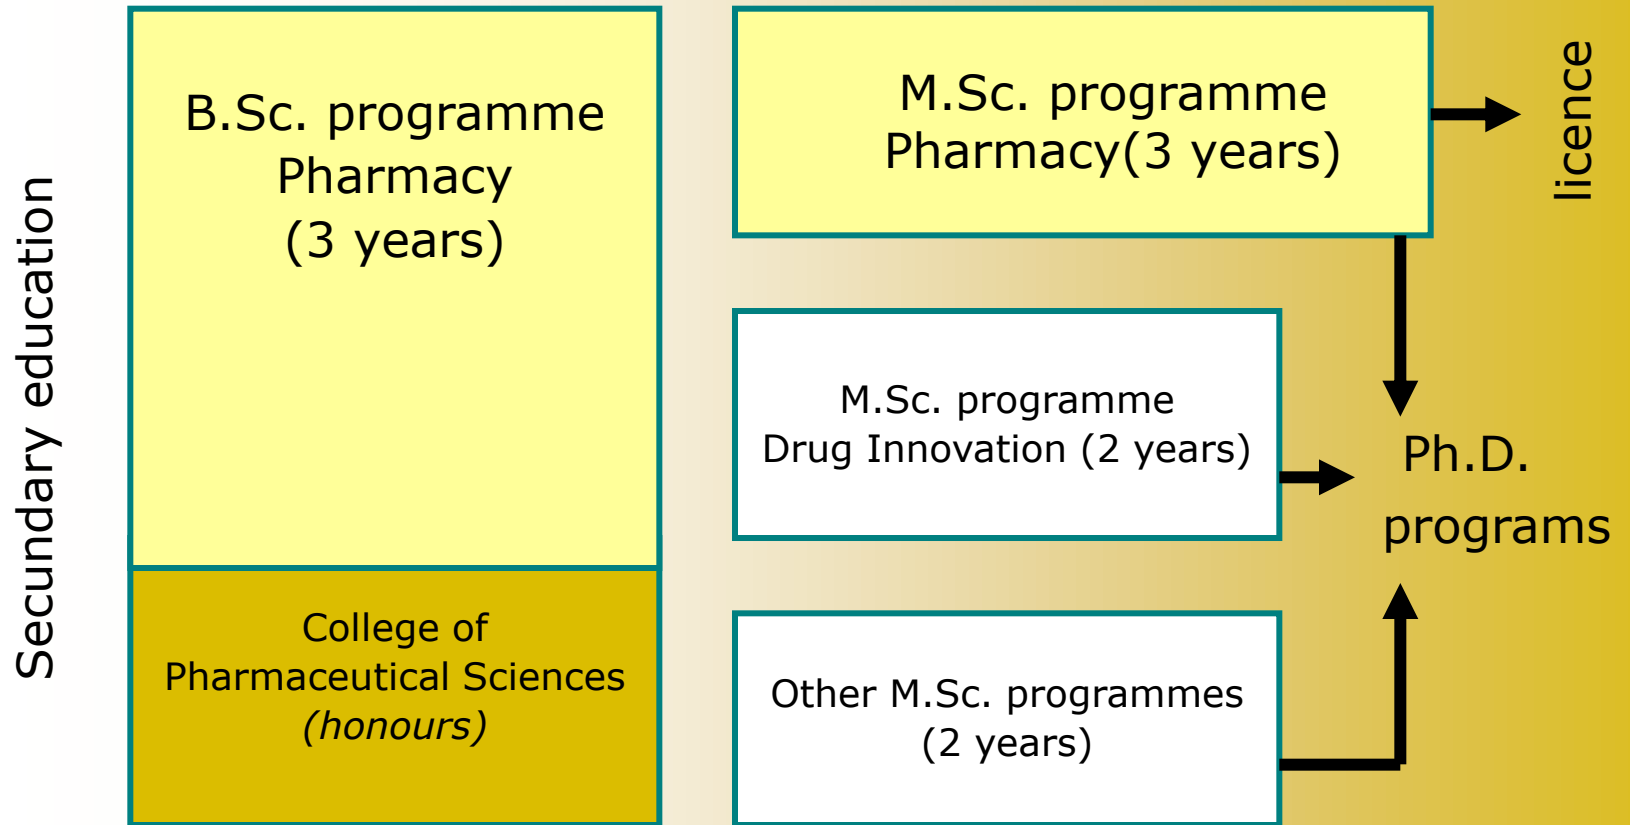 Secundary education
B.Sc. programme
Pharmacy
(3 years)
College of
Pharmaceutical Sciences
(honours)
M.Sc. programme
Pharmacy(3 years)
licence
M.Sc. programme
Drug Innovation (2 years)
Ph.D.
programs
Other M.Sc. programmes
(2 years)